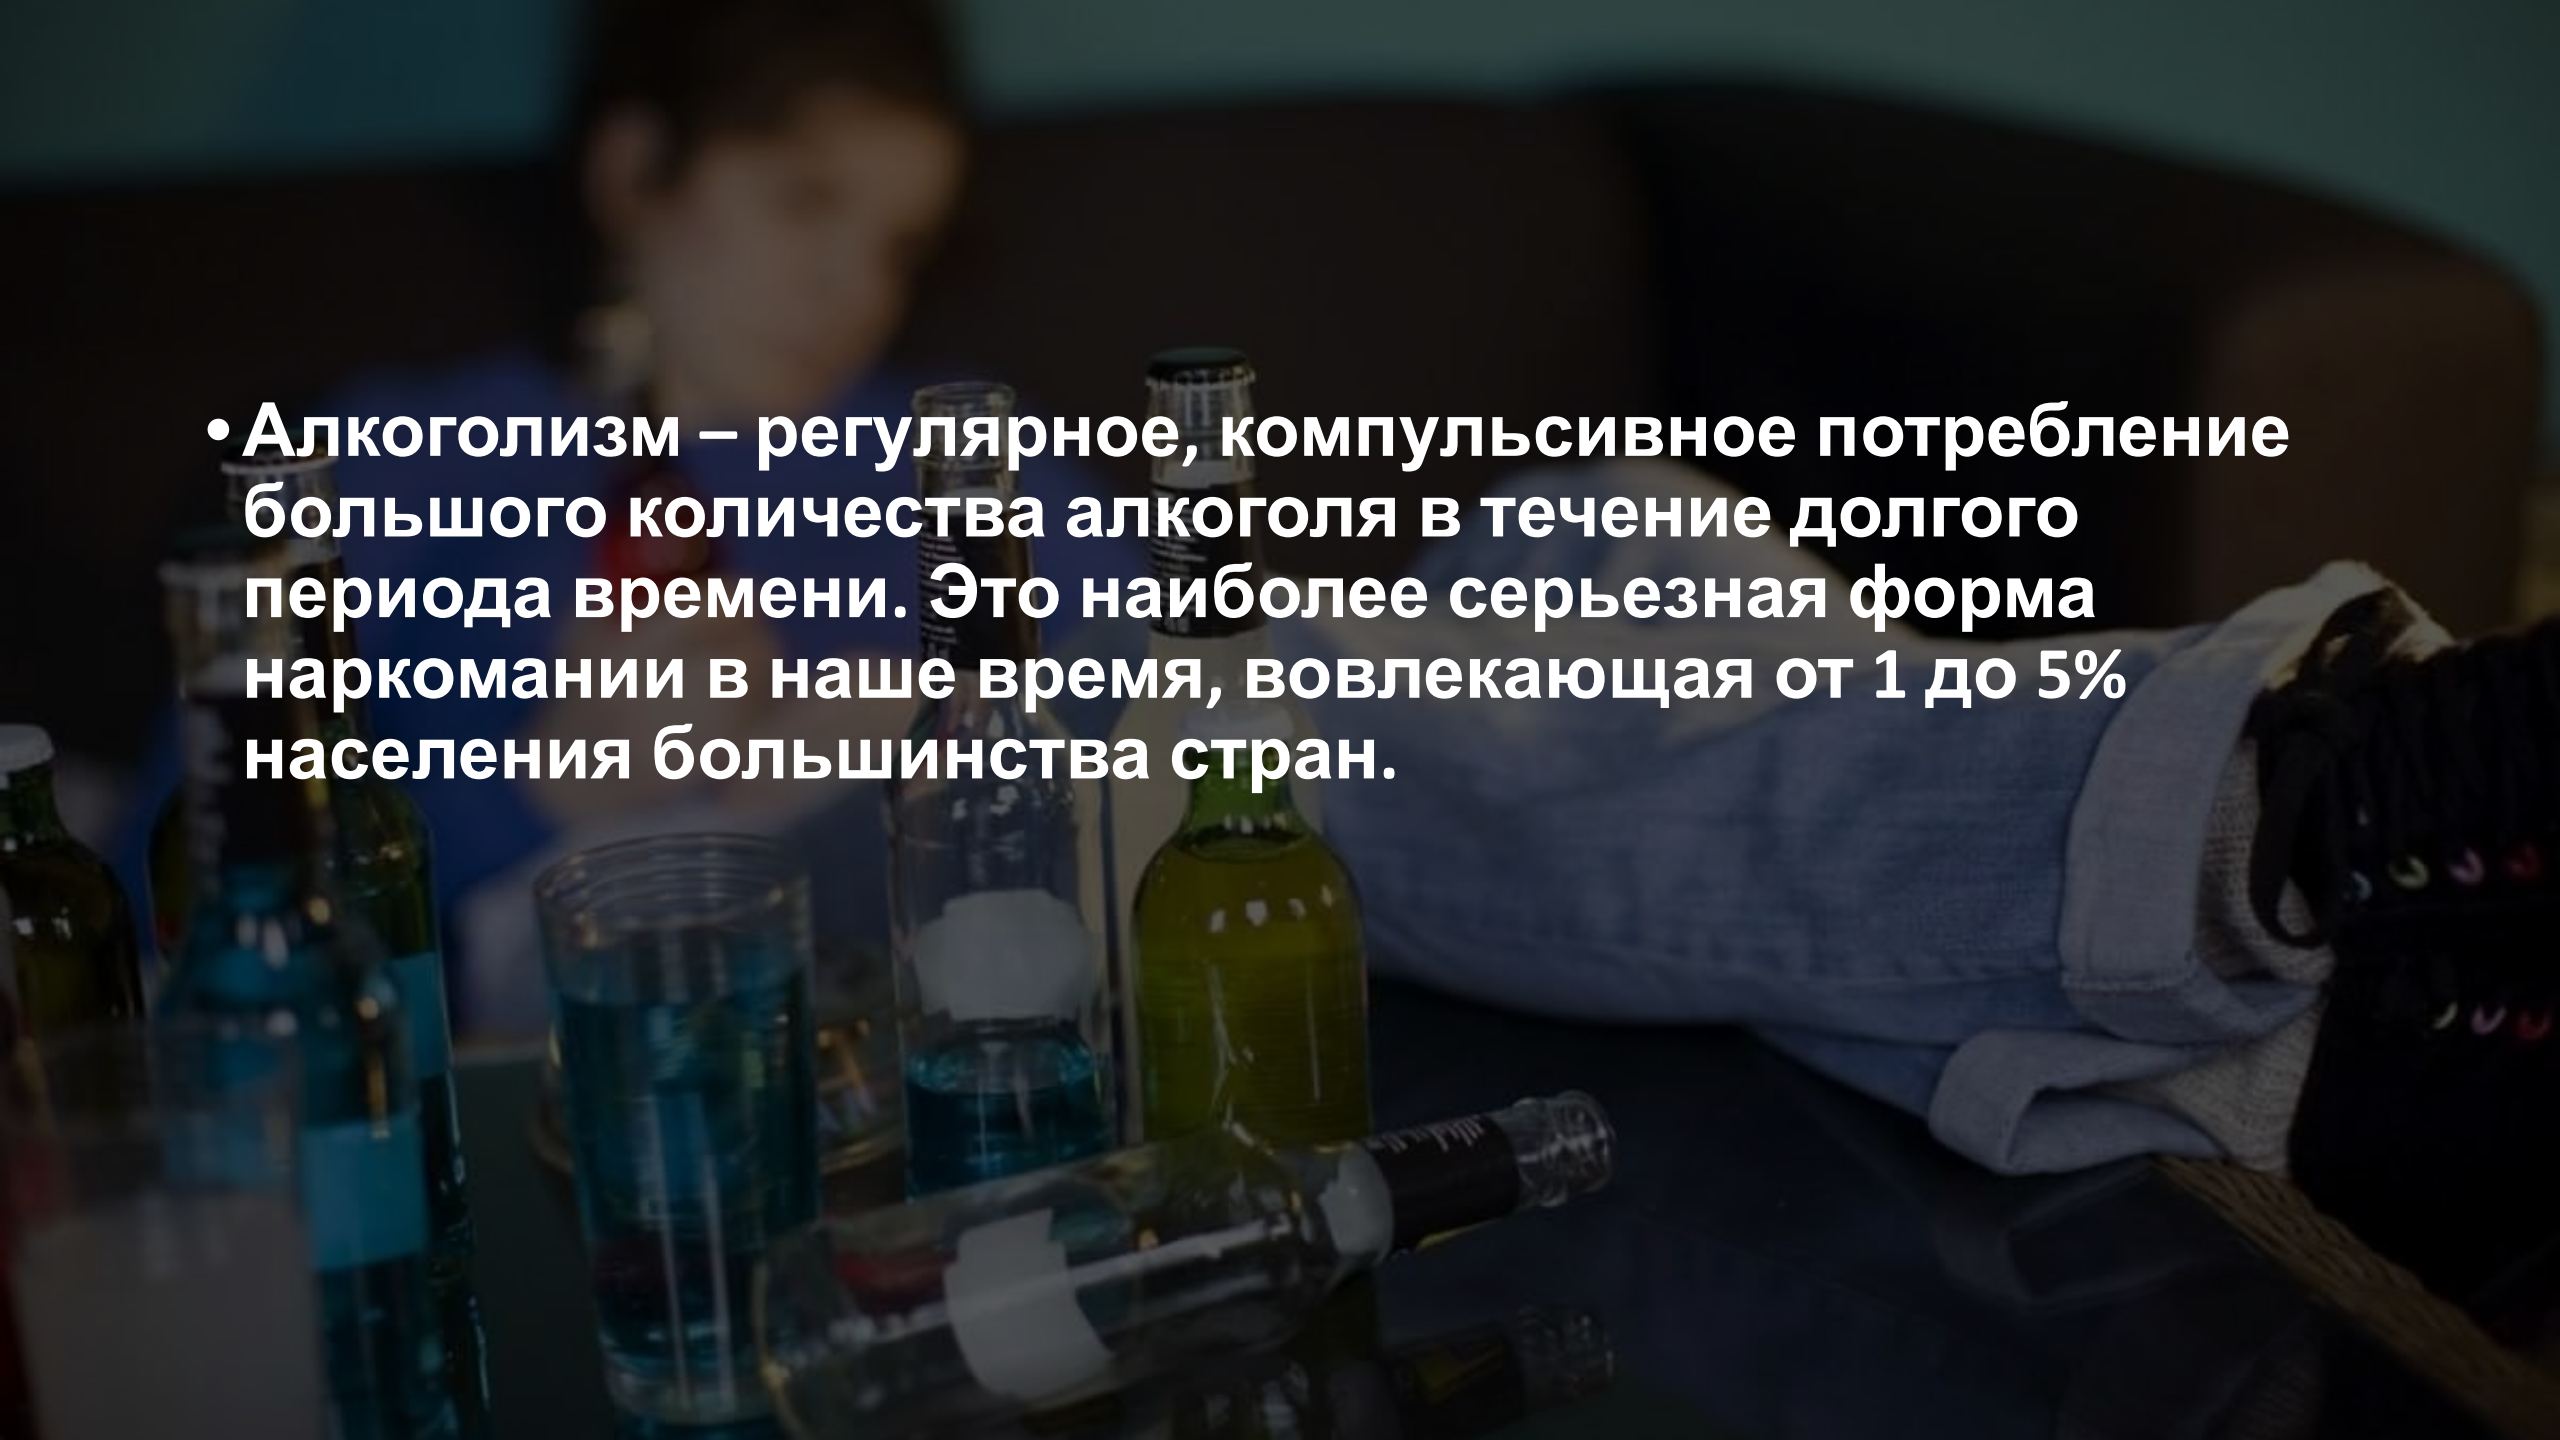 •Алкоголизм – регулярное, компульсивное потребление
большого количества алкоголя в течение долгого
периода времени. Это наиболее серьезная форма
наркомании в наше время, вовлекающая от 1 до 5%
населения большинства стран.